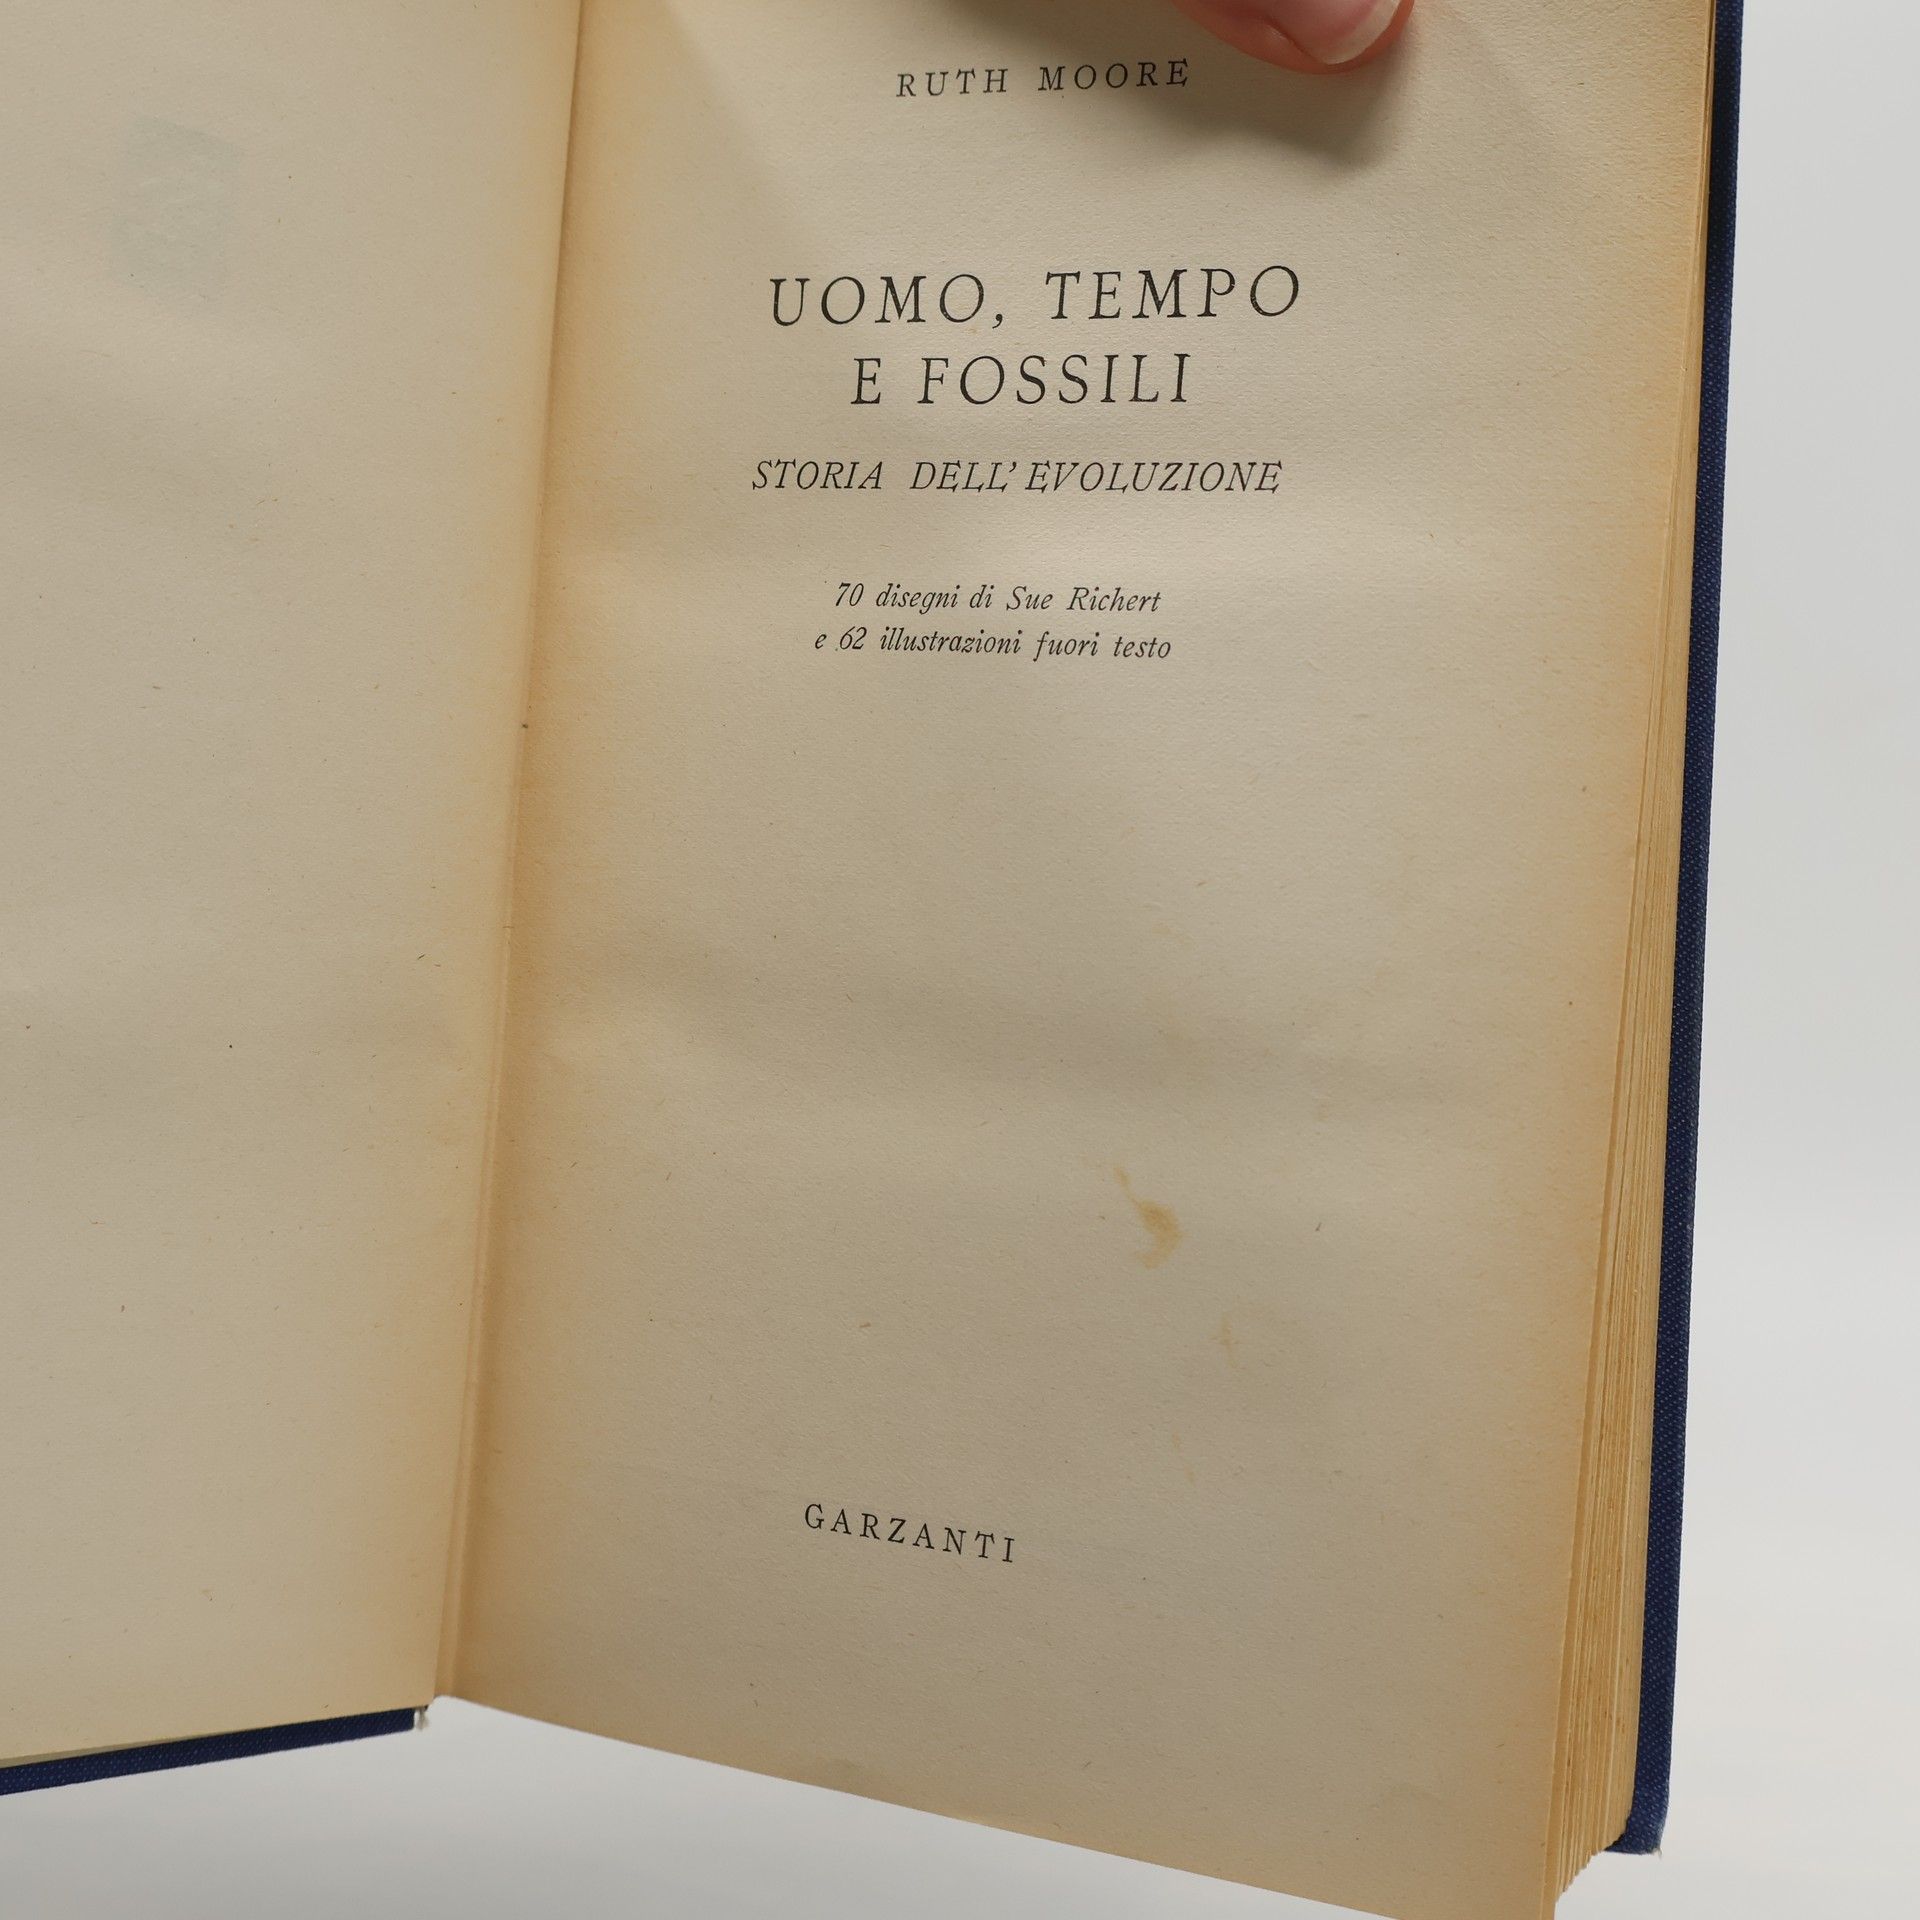 RUTH MOORE
UOMO, TEMPO
E FOSSILI
STORIA DELL'EVOLUZIONE
70 disegni di Sue Richert
e 62 illustrazioni fuori testo
GARZANTI